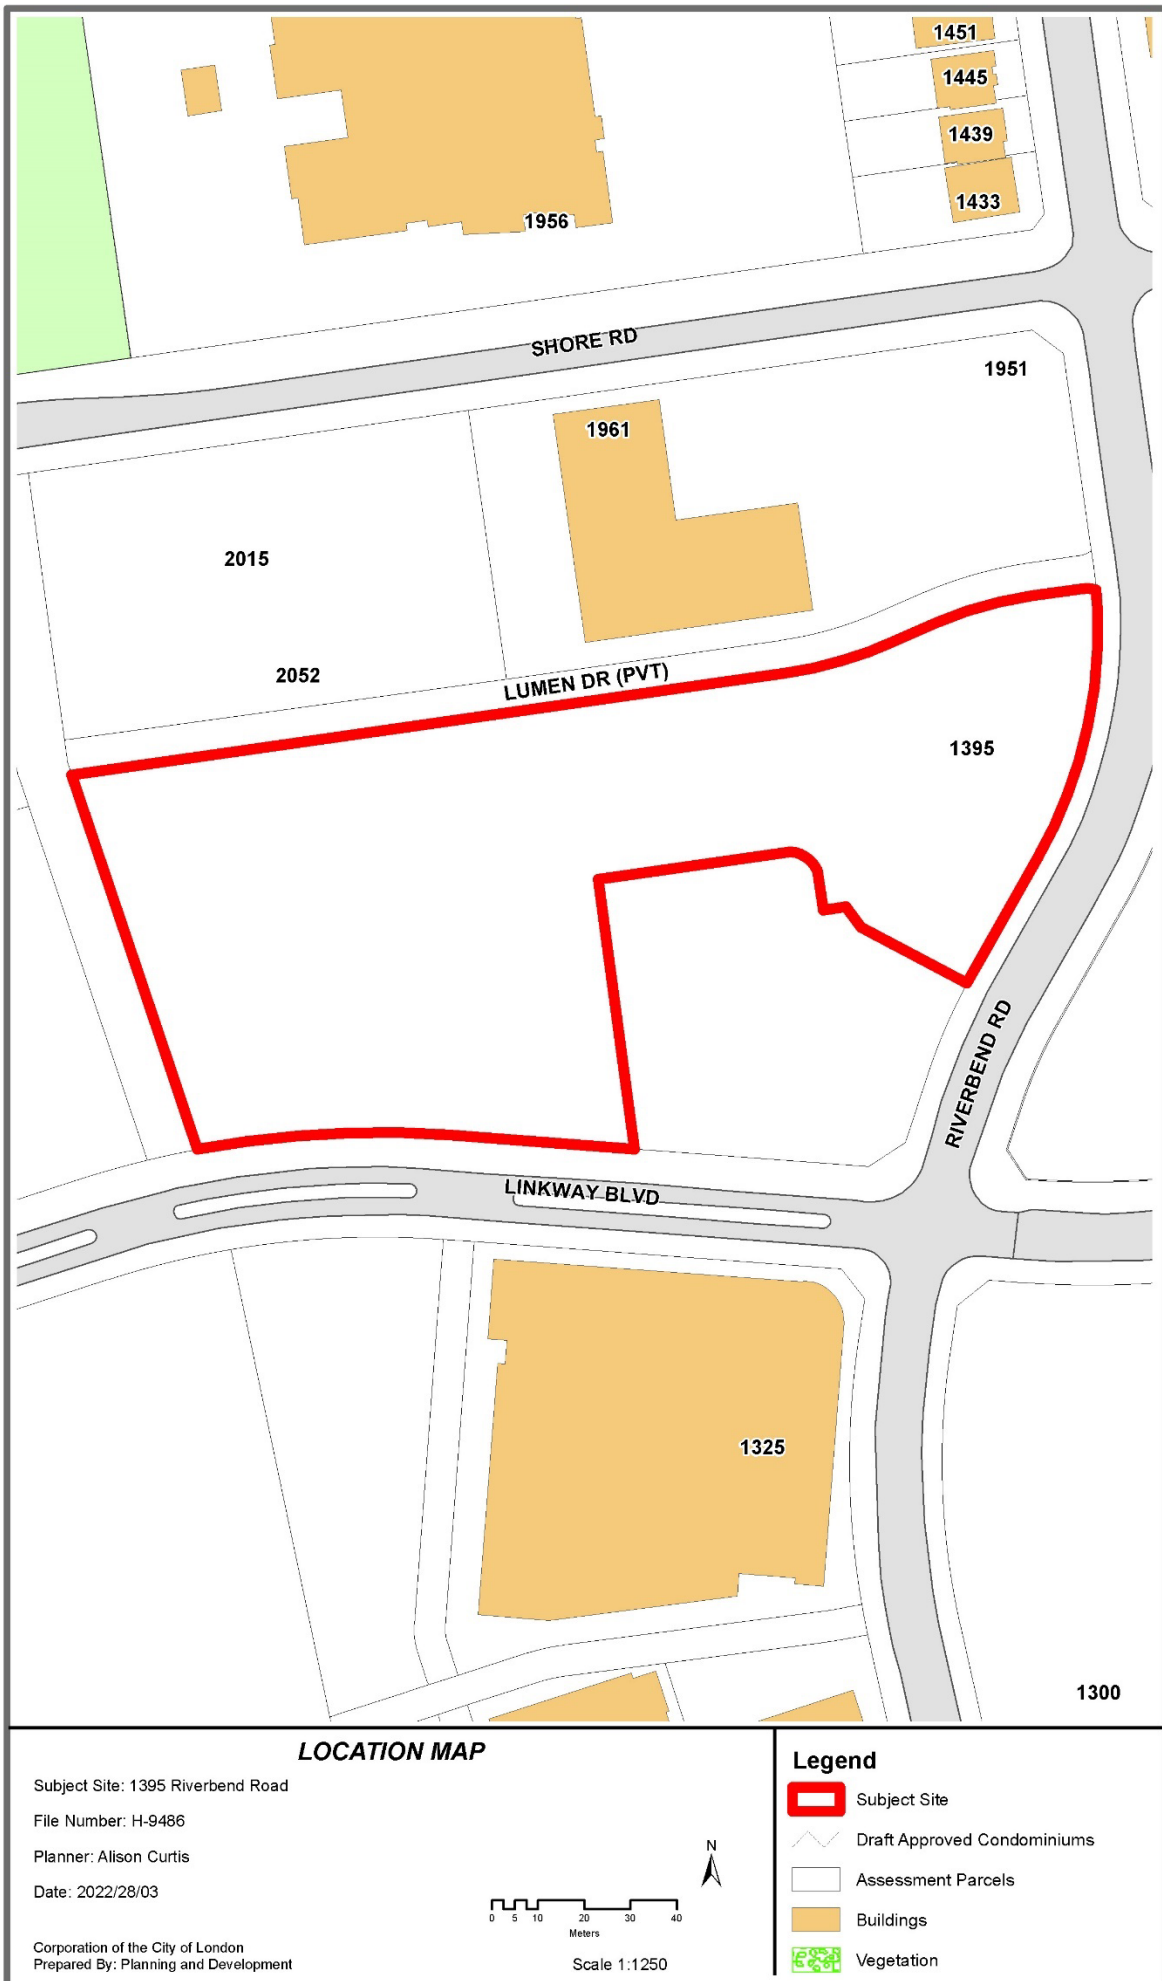 1451
1445
1439
1433
1956
SHORE RD
1951
1961
2015
2052
LUMEN DR (PVT)
1395
RIVERBEND RD
LINKWAY BLVD
1325
1300
LOCATION MAP
Subject Site: 1395 Riverbend Road
File Number: H-9486
Planner: Alison Curtis
Date: 2022/28/03
Corporation of the City of London
Prepared By: Planning and Development
N
0 5 10 20 30 40
Meters
Scale 1:1250
Legend
Subject Site
Draft Approved Condominiums
Assessment Parcels
Buildings
Vegetation